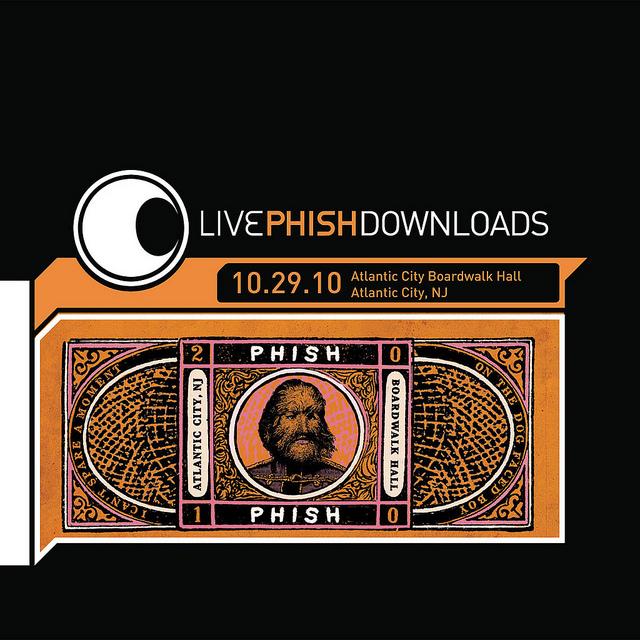 LIVEPHISHDOWNLOADS
10.29.10
Atlantic City Boardwalk Hall
Atlantic City, NJ
2 PHISH 0
I CAN'T SPARE A MOMENT
ATLANTIC CITY, NJ
BOARDWALK HALL
ON THE DOG FACED BOY
1 PHISH 0